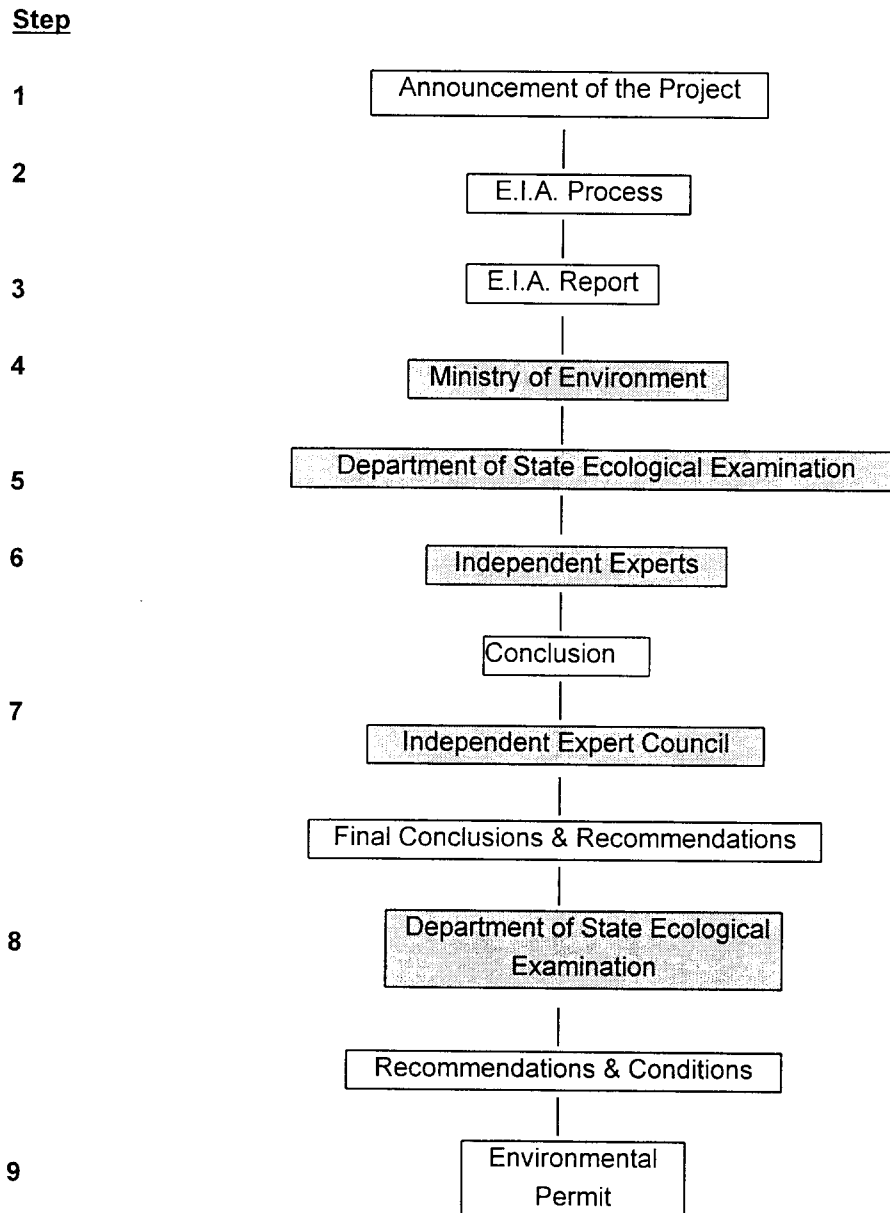 Step
1
Announcement of the Project
2
E.I.A. Process
3
E.I.A. Report
4
Ministry of Environment
5
Department of State Ecological Examination
6
Independent Experts
Conclusion
7
Independent Expert Council
Final Conclusions & Recommendations
8
Department of State Ecological
Examination
Recommendations & Conditions
9
Environmental
Permit